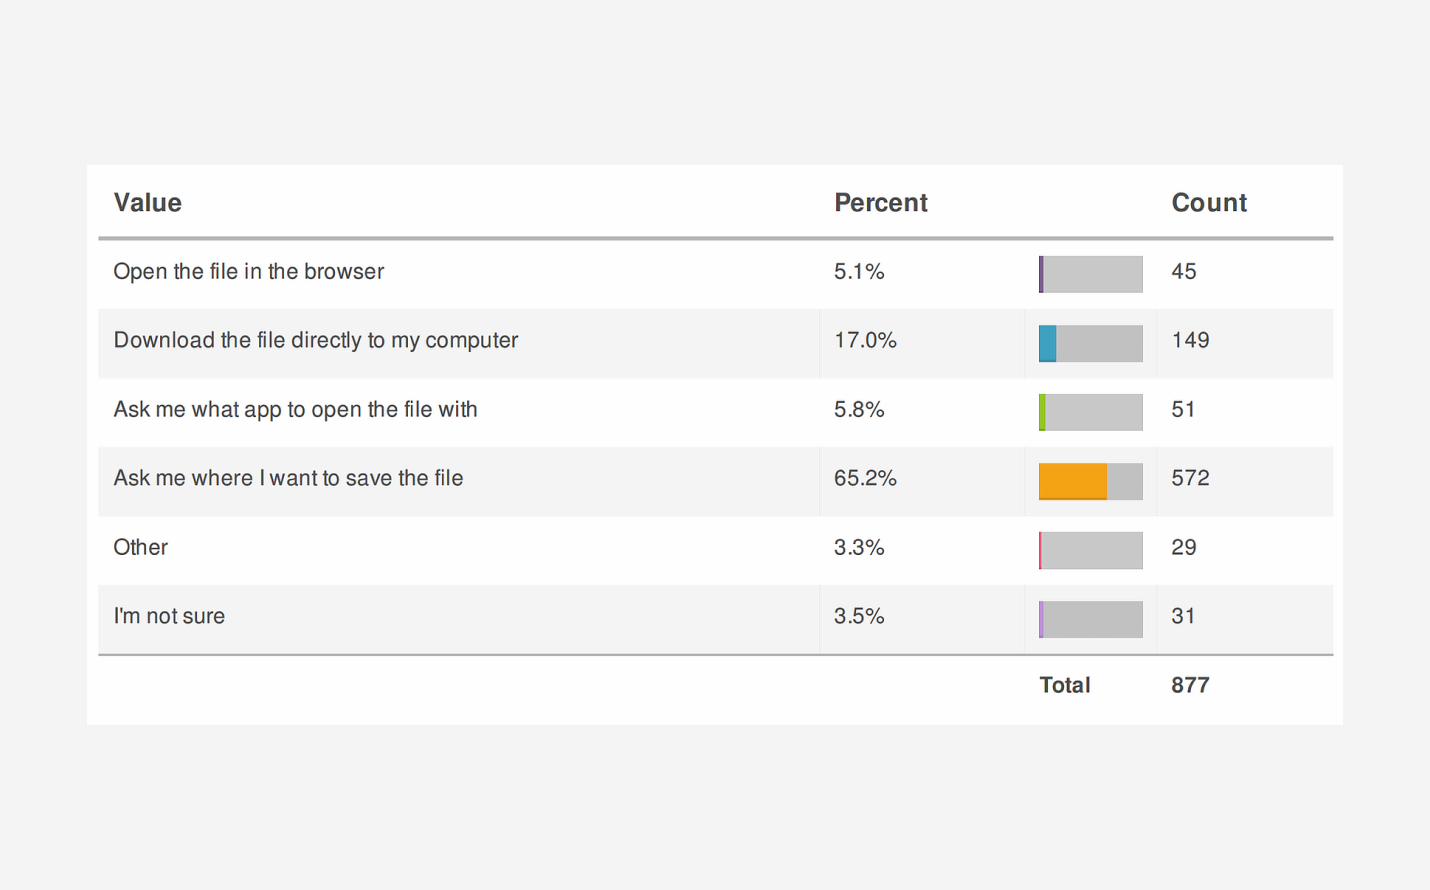 Value Percent Count
Open the file in the browser 5.1% 45
Download the file directly to my computer 17.0% 149
Ask me what app to open the file with 5.8% 51
Ask me where I want to save the file 65.2% 572
Other 3.3% 29
I'm not sure 3.5% 31
Total 877